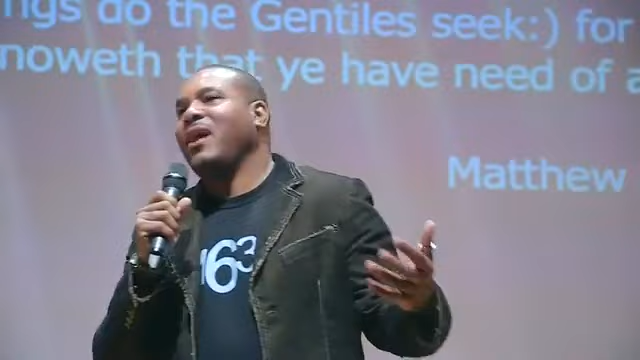 ngs do the Gentiles seek:) for
noweth that ye have need of a
Matthew
163